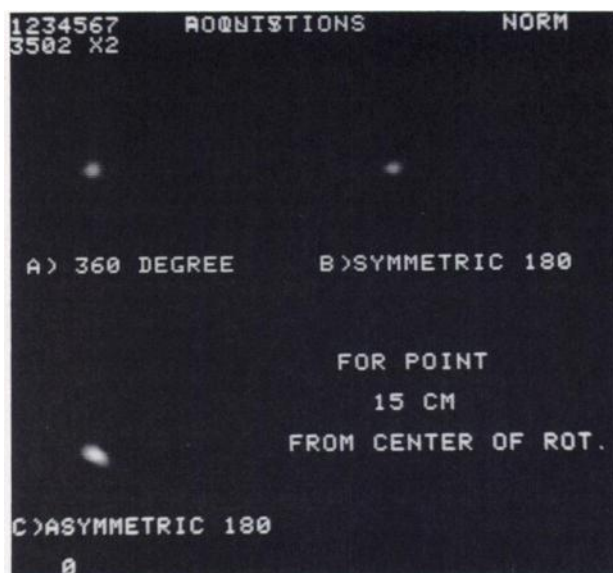 1234567 NORM
3502 X2
A) 360 DEGREE B)SYMMETRIC 180
FOR POINT
15 CM
FROM CENTER OF ROT.
C)ASYMMETRIC 180
0